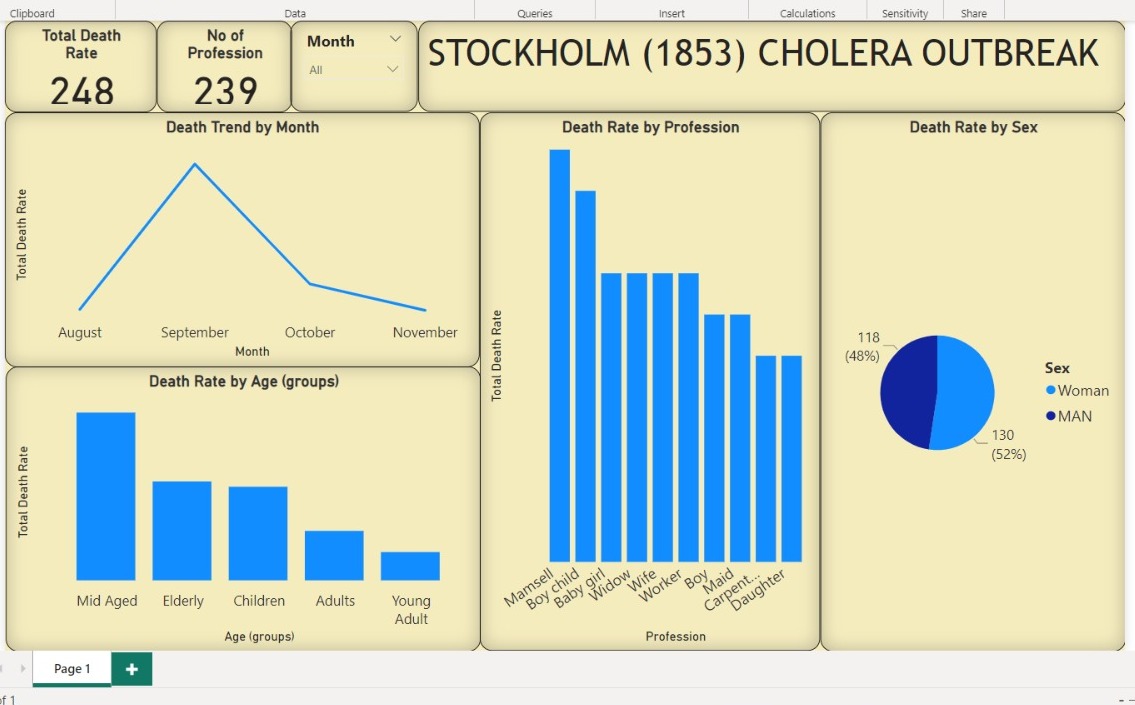 Clipboard
Data
Queries
Insert
Calculations
Sensitivity
Share
Total Death
Rate
248
No of
Profession
239
Month
All
STOCKHOLM (1853) CHOLERA OUTBREAK
Death Trend by Month
Total Death Rate
August
September
October
November
Month
Death Rate by Age (groups)
Total Death Rate
Mid Aged
Elderly
Children
Adults
Young
Adult
Age (groups)
Death Rate by Profession
Total Death Rate
Mamsell
Boy child
Baby girl
Widow
Wife
Worker
Boy
Maid
Carpent...
Daughter
Profession
Death Rate by Sex
118
(48%)
130
(52%)
Sex
Woman
MAN
Page 1
+
of 1